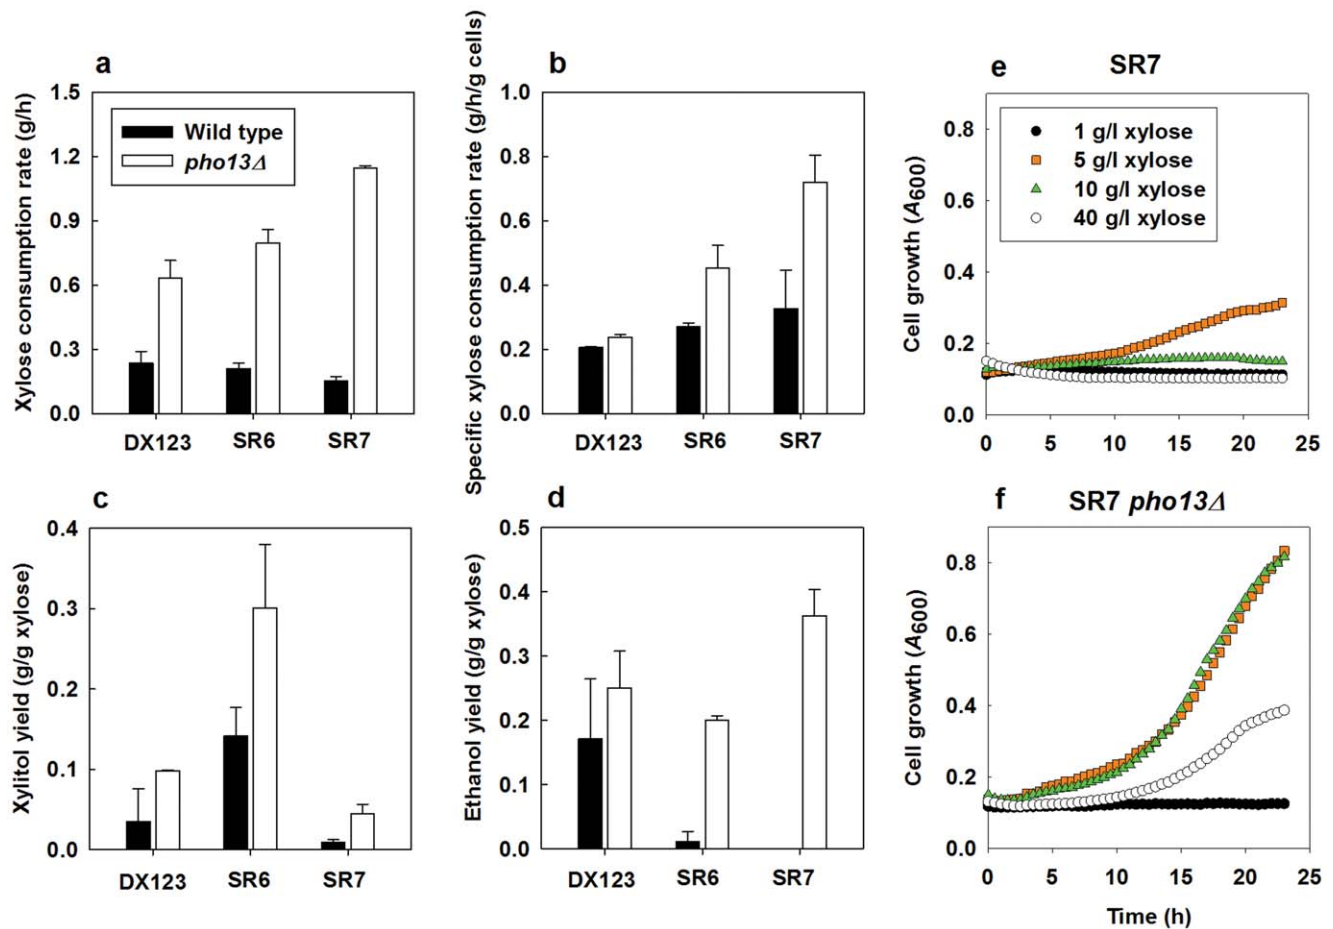 a
Xylose consumption rate (g/h)
1.5
1.2
0.9
0.6
0.3
0.0
Wild type
pho13Δ
DX123 SR6 SR7
b
Specific xylose consumption rate (g/h/g cells)
1.0
0.8
0.6
0.4
0.2
0.0
DX123 SR6 SR7
e SR7
Cell growth (A600)
0.8
0.6
0.4
0.2
0.0
1 g/l xylose
5 g/l xylose
10 g/l xylose
40 g/l xylose
0 5 10 15 20 25
c
Xylitol yield (g/g xylose)
0.4
0.3
0.2
0.1
0.0
DX123 SR6 SR7
d
Ethanol yield (g/g xylose)
0.5
0.4
0.3
0.2
0.1
0.0
DX123 SR6 SR7
f SR7 pho13Δ
Cell growth (A600)
0.8
0.6
0.4
0.2
0.0
0 5 10 15 20 25
Time (h)